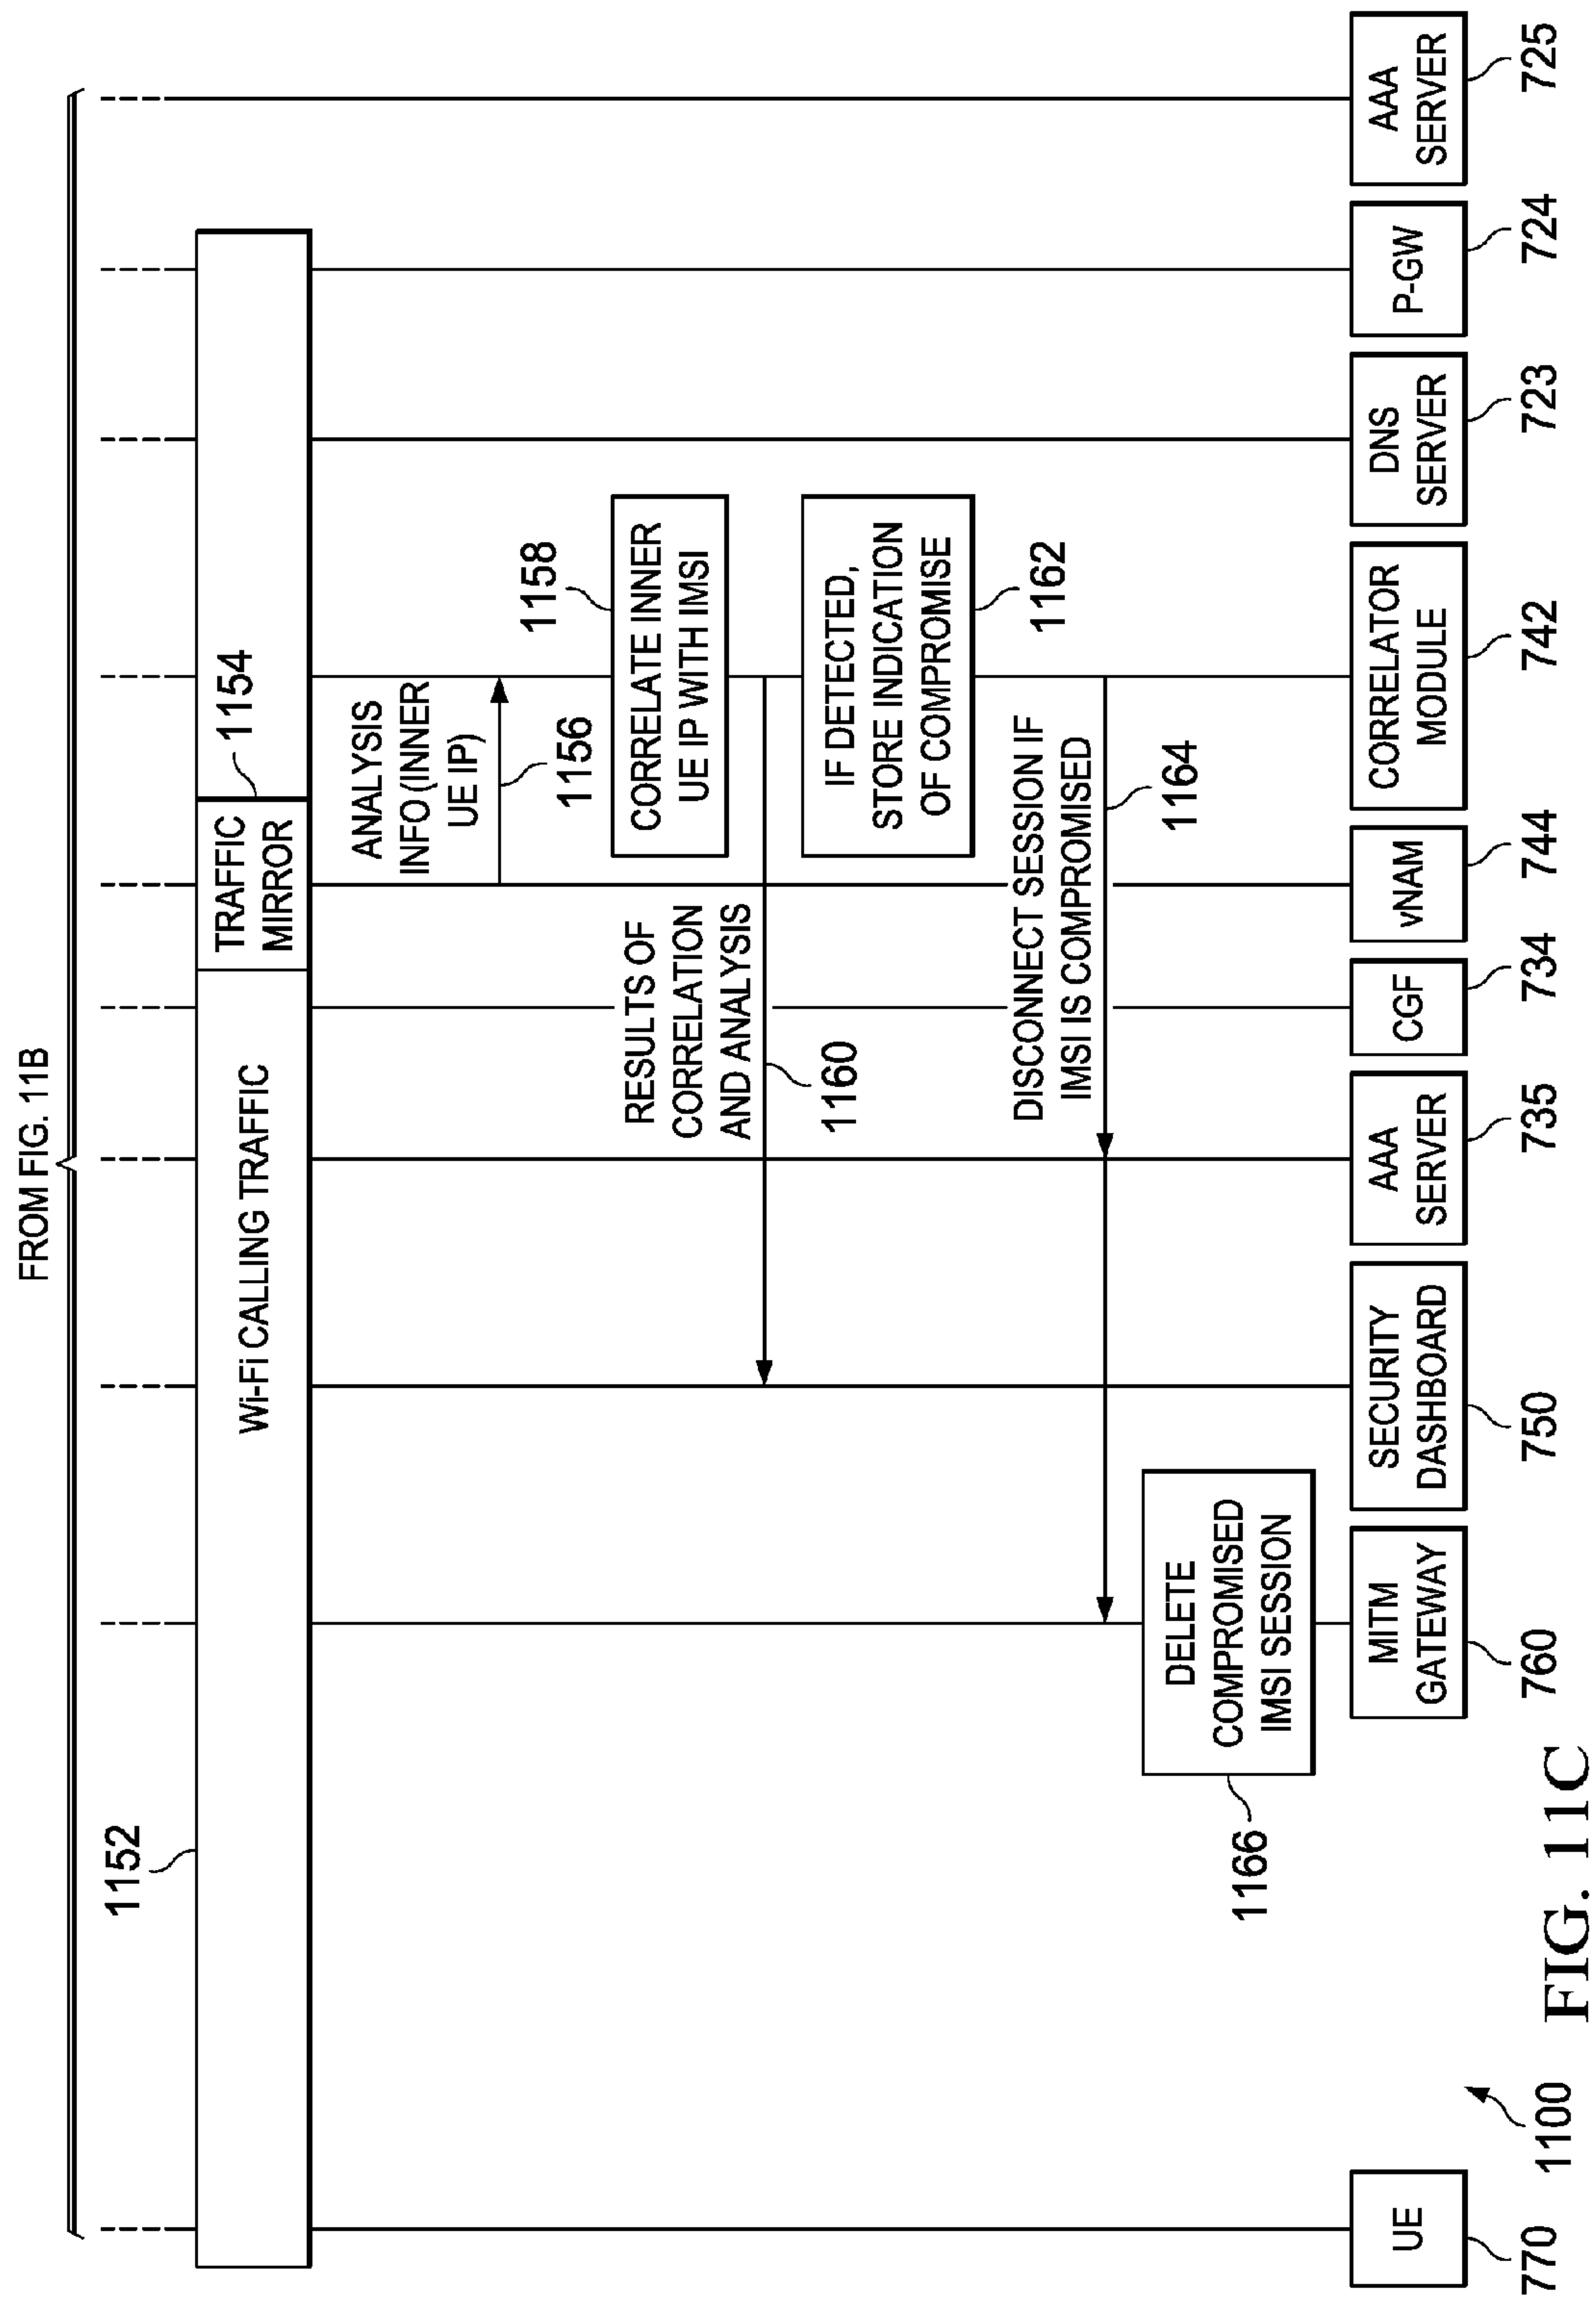 FROM FIG. 11B
1152
Wi-Fi CALLING TRAFFIC
TRAFFIC
MIRROR
1154
ANALYSIS
INFO (INNER
UE IP)
1156
1158
CORRELATE INNER
UE IP WITH IMSI
RESULTS OF
CORRELATION
AND ANALYSIS
1160
IF DETECTED,
STORE INDICATION
OF COMPROMISE
1162
DISCONNECT SESSION IF
IMSI IS COMPROMISED
1164
DELETE
COMPROMISED
IMSI SESSION
1166
UE
770
MITM
GATEWAY
760
SECURITY
DASHBOARD
750
AAA
SERVER
735
CGF
734
vNAM
744
CORRELATOR
MODULE
742
DNS
SERVER
723
P-GW
724
AAA
SERVER
725
1100
FIG. 11C